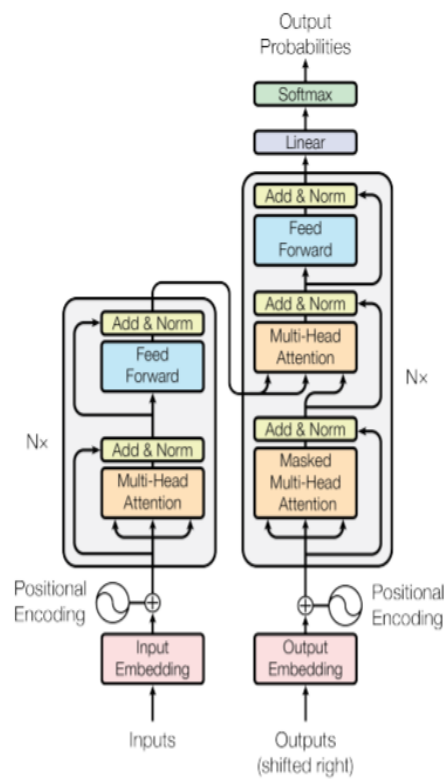 Output
Probabilities
Softmax
Linear
Add & Norm
Feed
Forward
Add & Norm
Multi-Head
Attention
Nx
Add & Norm
Masked
Multi-Head
Attention
Add & Norm
Feed
Forward
Nx
Add & Norm
Multi-Head
Attention
Positional
Encoding
Positional
Encoding
Input
Embedding
Output
Embedding
Inputs
Outputs
(shifted right)